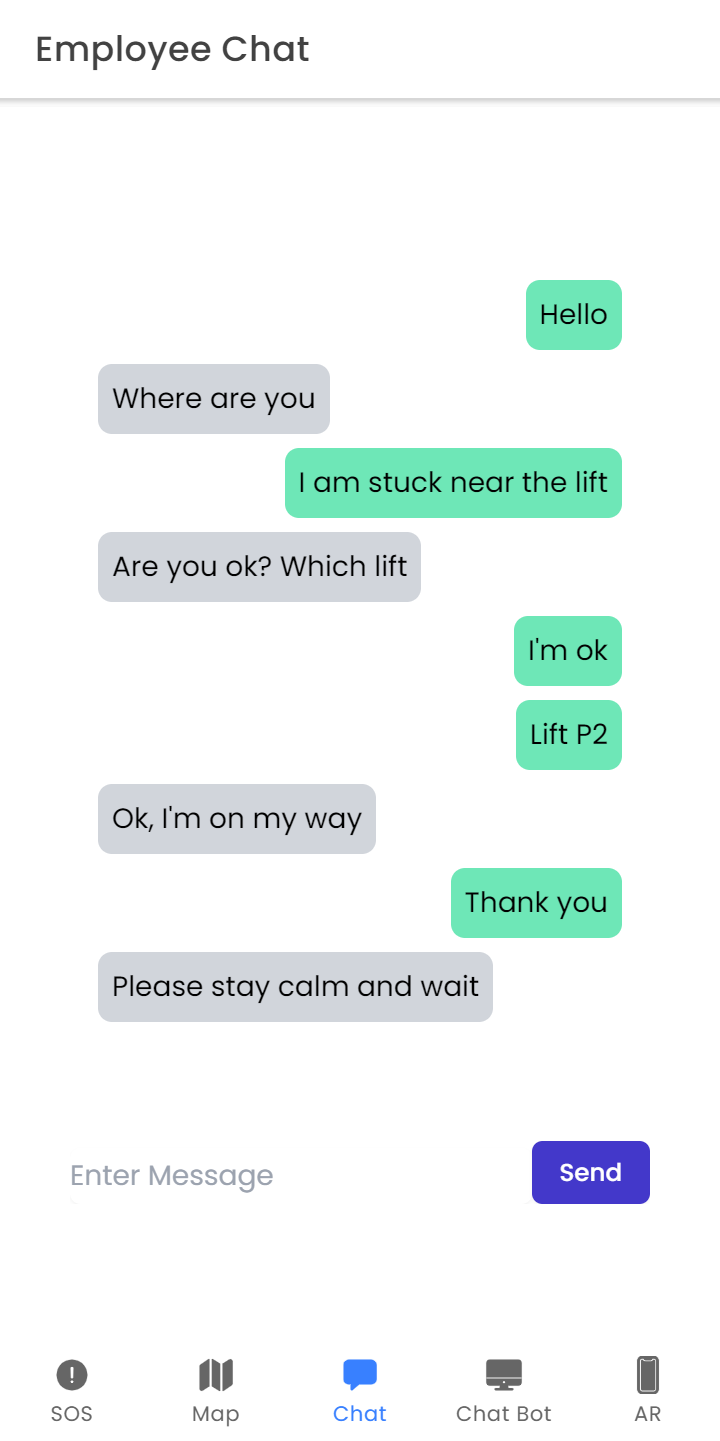 Employee Chat
Hello
Where are you
I am stuck near the lift
Are you ok? Which lift
I'm ok
Lift P2
Ok, I'm on my way
Thank you
Please stay calm and wait
Enter Message
Send
SOS
Map
Chat
Chat Bot
AR